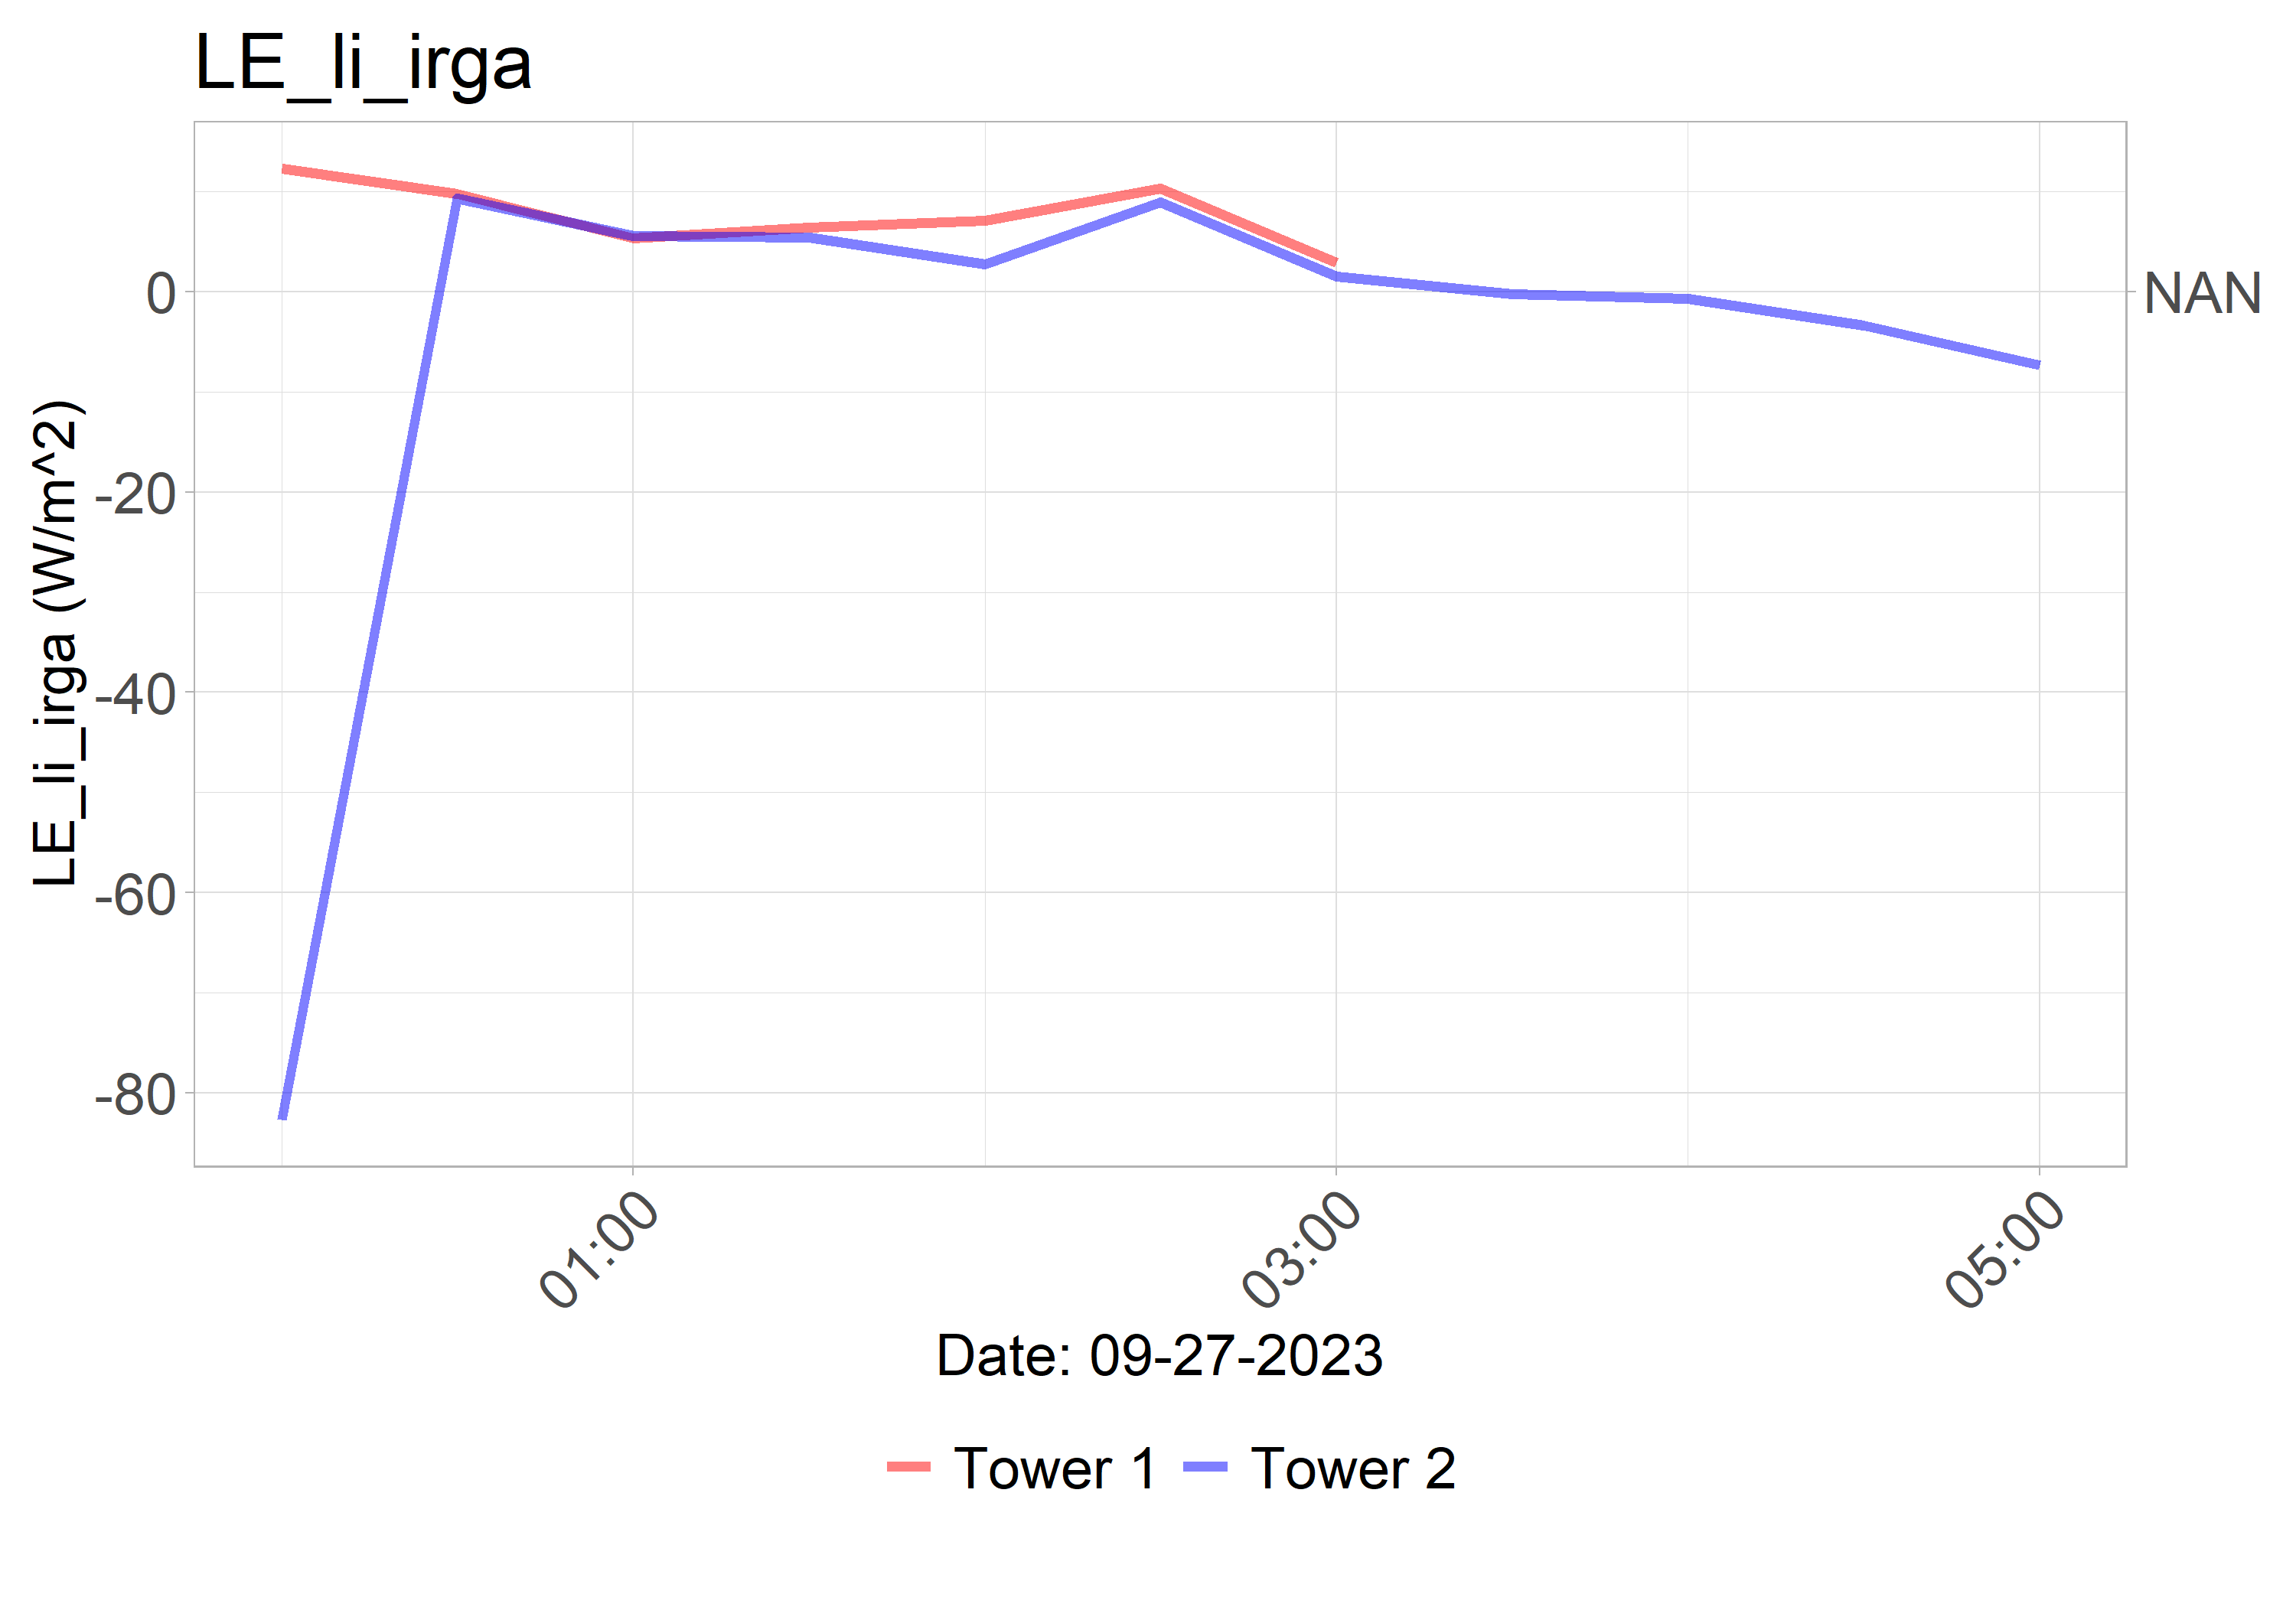 LE_li_irga
LE_li_irga (W/m^2)
0
-20
-40
-60
-80
NAN
01:00
03:00
05:00
Date: 09-27-2023
Tower 1
Tower 2